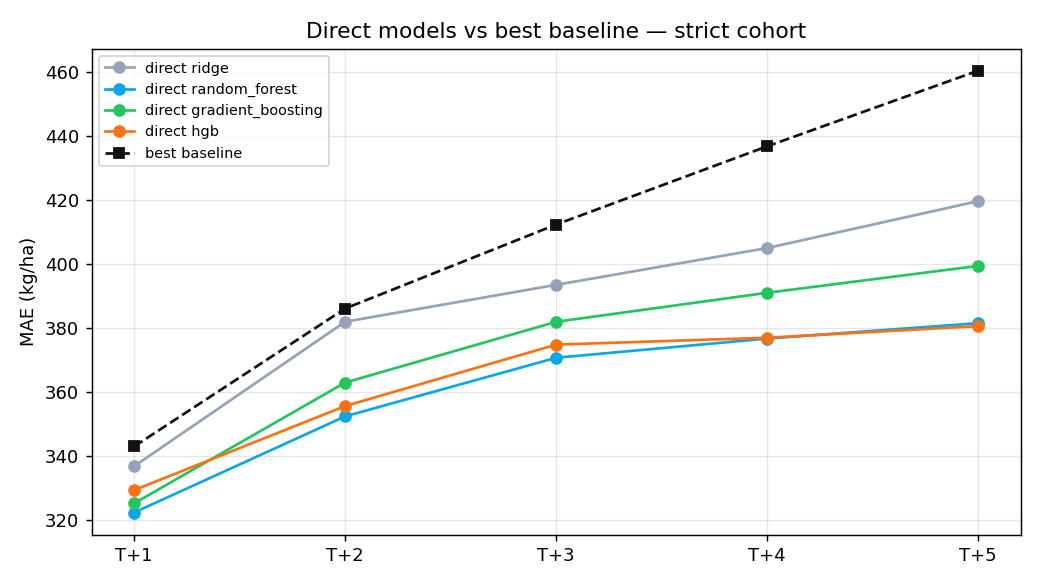 Direct models vs best baseline — strict cohort
direct ridge
direct random_forest
direct gradient_boosting
direct hgb
best baseline
MAE (kg/ha)
460
440
420
400
380
360
340
320
T+1
T+2
T+3
T+4
T+5